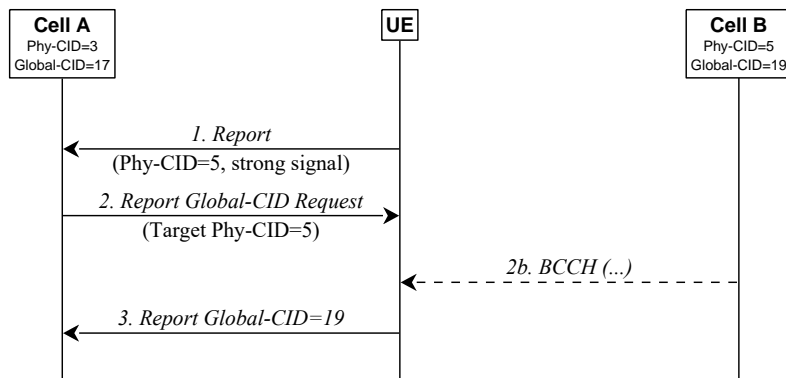 Cell A
Phy-CID=3
Global-CID=17
UE
Cell B
Phy-CID=5
Global-CID=19
1. Report
(Phy-CID=5, strong signal)
2. Report Global-CID Request
(Target Phy-CID=5)
2b. BCCH (...)
3. Report Global-CID=19